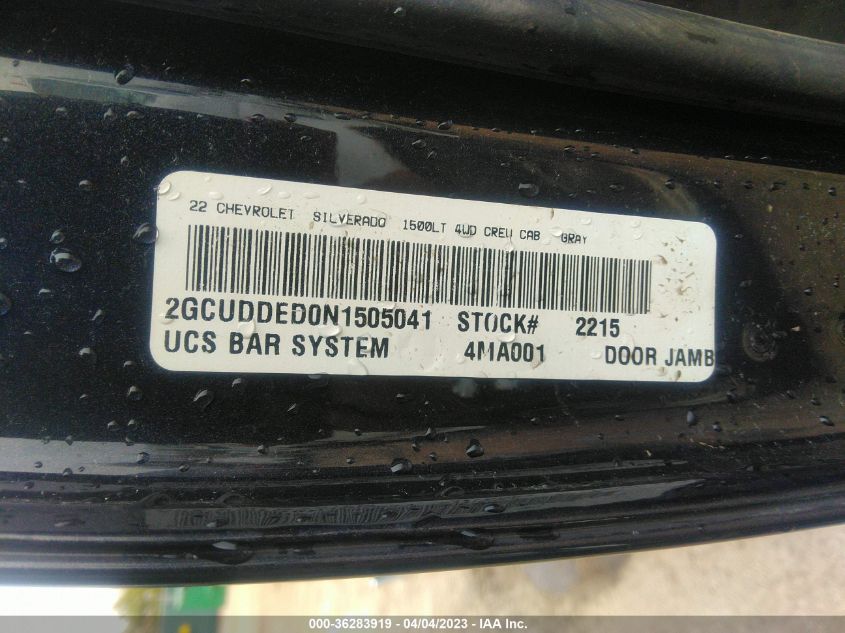 22 CHEVROLET SILVERADO 1500LT 4WD CREW CAB GRAY
2GCUDDED0N1505041 STOCK# 2215
UCS BAR SYSTEM 4MA001 DOOR JAMB
000-36283919 - 04/04/2023 - IAA Inc.